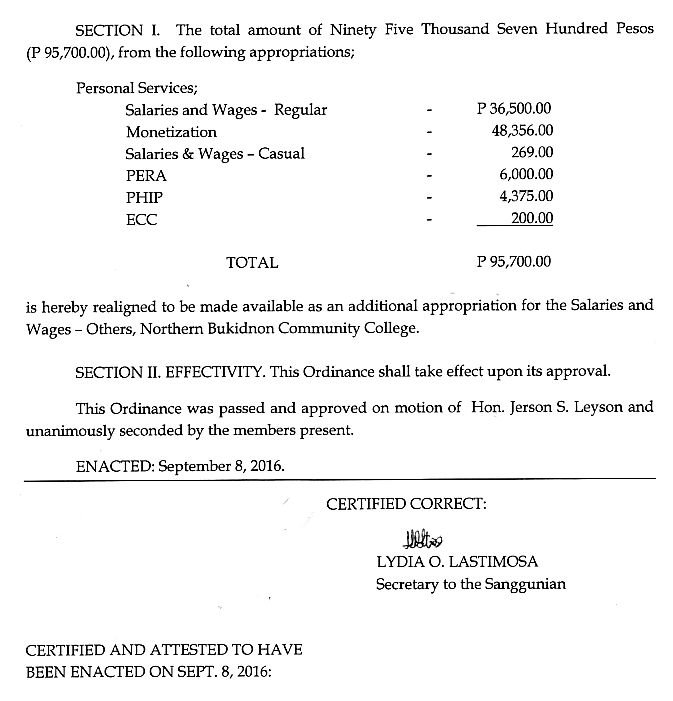 SECTION I. The total amount of Ninety Five Thousand Seven Hundred Pesos
(P 95,700.00), from the following appropriations;
Personal Services;
Salaries and Wages - Regular - P 36,500.00
Monetization - 48,356.00
Salaries & Wages – Casual - 269.00
PERA - 6,000.00
PHIP - 4,375.00
ECC - 200.00
TOTAL P 95,700.00
is hereby realigned to be made available as an additional appropriation for the Salaries and
Wages – Others, Northern Bukidnon Community College.
SECTION II. EFFECTIVITY. This Ordinance shall take effect upon its approval.
This Ordinance was passed and approved on motion of Hon. Jerson S. Leyson and
unanimously seconded by the members present.
ENACTED: September 8, 2016.
CERTIFIED CORRECT:
LYDIA O. LASTIMOSA
Secretary to the Sanggunian
CERTIFIED AND ATTESTED TO HAVE
BEEN ENACTED ON SEPT. 8, 2016: